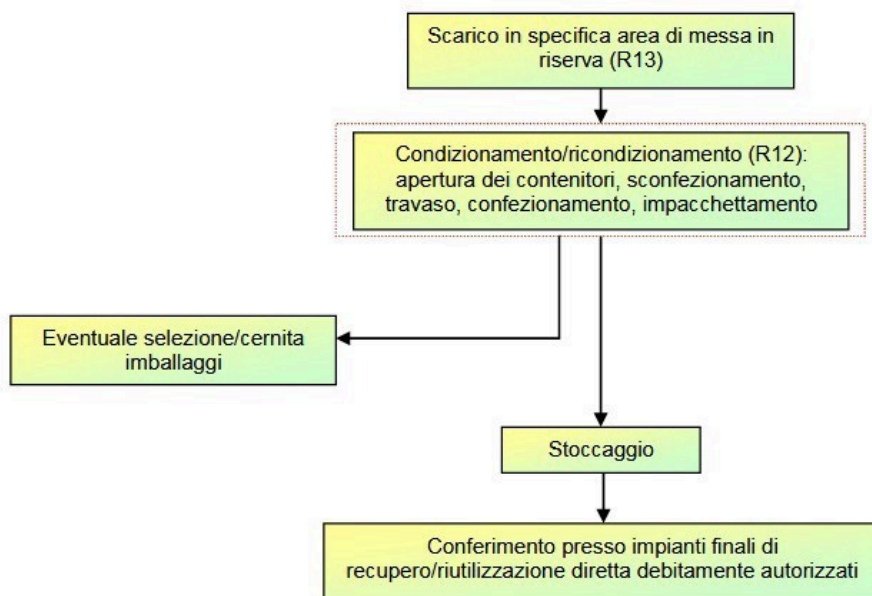 Scarico in specifica area di messa in
riserva (R13)
Condizionamento/ricondizionamento (R12):
apertura dei contenitori, sconfezionamento,
travaso, confezionamento, impacchettamento
Eventuale selezione/cernita
imballaggi
Stoccaggio
Conferimento presso impianti finali di
recupero/riutilizzazione diretta debitamente autorizzati